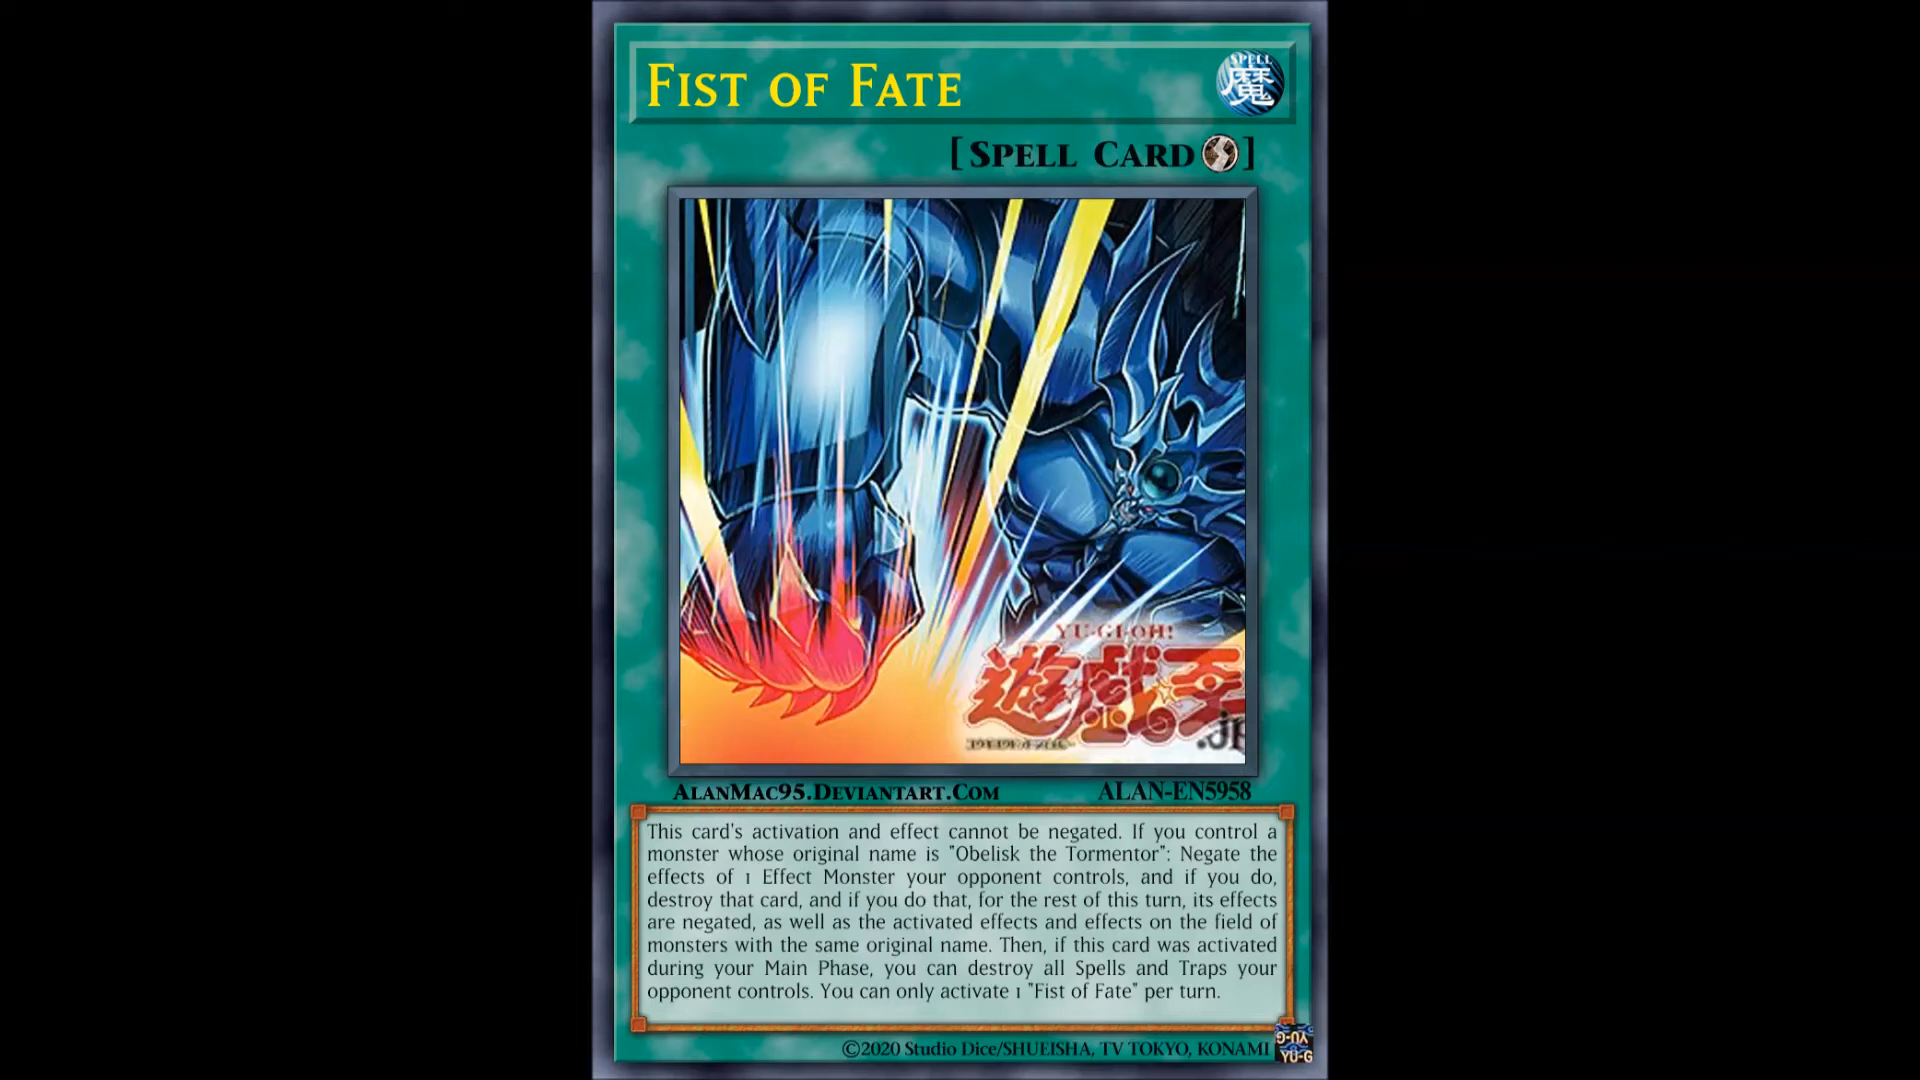 FIST OF FATE
SPELL
魔
[SPELL CARD]
YU-GI-OH!
遊戯王
.JP
ALANMAC95.DEVIANTART.COM
ALAN-EN5958
This card's activation and effect cannot be negated. If you control a
monster whose original name is "Obelisk the Tormentor": Negate the
effects of 1 Effect Monster your opponent controls, and if you do,
destroy that card, and if you do that, for the rest of this turn, its effects
are negated, as well as the activated effects and effects on the field of
monsters with the same original name. Then, if this card was activated
during your Main Phase, you can destroy all Spells and Traps your
opponent controls. You can only activate 1 "Fist of Fate" per turn.
©2020 Studio Dice/SHUEISHA, TV TOKYO, KONAMI
YU-G
YU-G